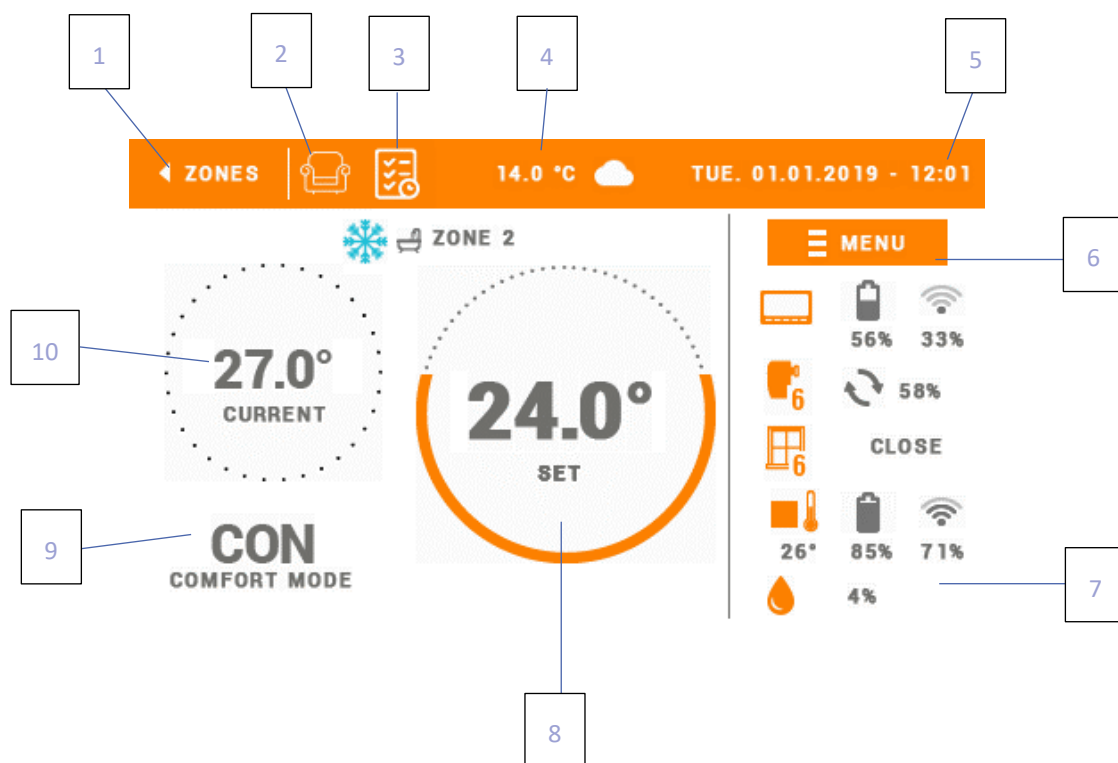 1
2
3
4
5
ZONES
14.0 °C
TUE. 01.01.2019 - 12:01
ZONE 2
MENU
6
56% 33%
10
27.0°
CURRENT
24.0°
SET
6
58%
6
CLOSE
9
CON
COMFORT MODE
26° 85% 71%
4%
7
8